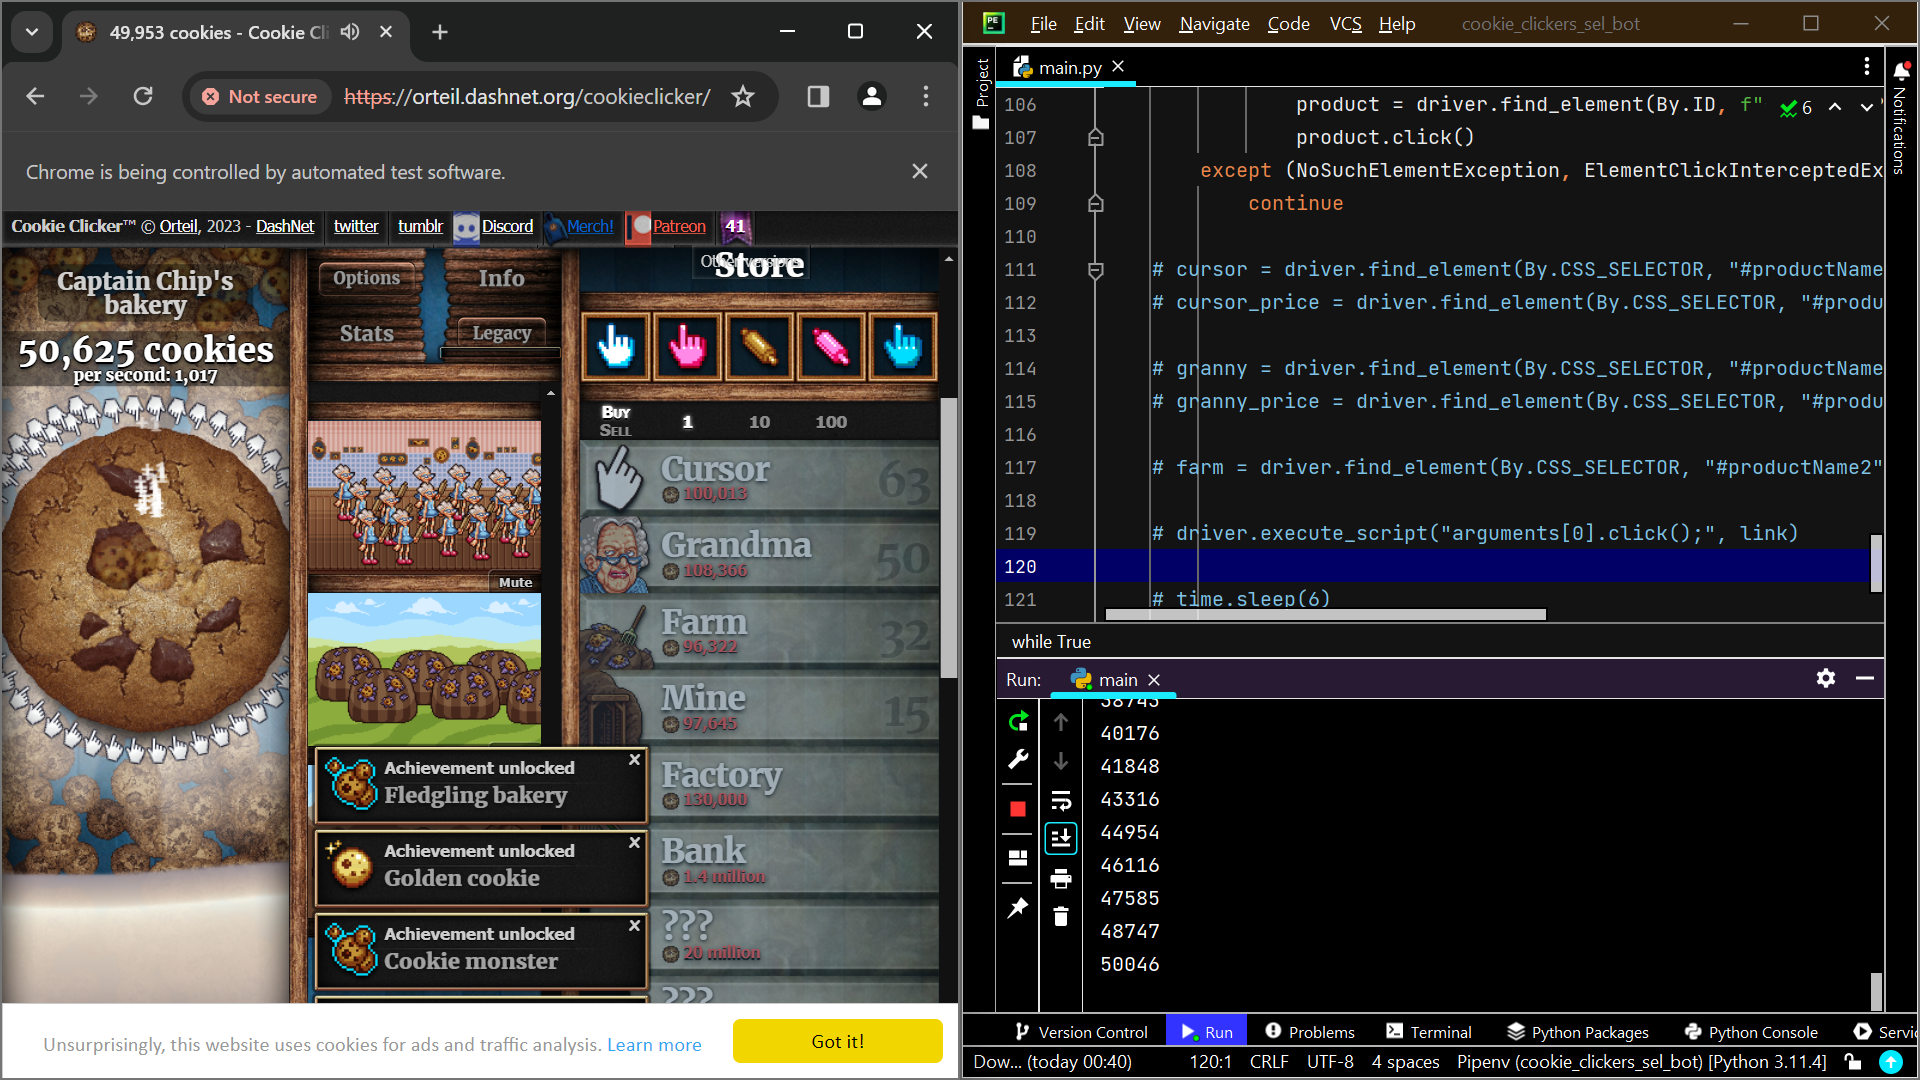 49,953 cookies - Cookie Cli
Not secure
https://orteil.dashnet.org/cookieclicker/
Chrome is being controlled by automated test software.
Cookie Clicker™ © Orteil, 2023 - DashNet
twitter
tumblr
Discord
Merch!
Patreon
41
Captain Chip's
bakery
50,625 cookies
per second: 1,017
+1
Options
Info
Stats
Legacy
Mute
Other versions
Store
Buy
Sell
1
10
100
Cursor
100,013
63
Grandma
108,366
50
Farm
96,322
32
Mine
97,645
15
Factory
130,000
Bank
1.4 million
???
20 million
???
Achievement unlocked
Fledgling bakery
Achievement unlocked
Golden cookie
Achievement unlocked
Cookie monster
Unsurprisingly, this website uses cookies for ads and traffic analysis. Learn more
Got it!
PE
File Edit View Navigate Code VCS Help
cookie_clickers_sel_bot
Project
main.py
Notifications
6
106 product = driver.find_element(By.ID, f"
107 product.click()
108 except (NoSuchElementException, ElementClickInterceptedEx
109 continue
110
111 # cursor = driver.find_element(By.CSS_SELECTOR, "#productName
112 # cursor_price = driver.find_element(By.CSS_SELECTOR, "#produ
113
114 # granny = driver.find_element(By.CSS_SELECTOR, "#productName
115 # granny_price = driver.find_element(By.CSS_SELECTOR, "#produ
116
117 # farm = driver.find_element(By.CSS_SELECTOR, "#productName2"
118
119 # driver.execute_script("arguments[0].click();", link)
120
121 # time.sleep(6)
while True
Run: main
38743
40176
41848
43316
44954
46116
47585
48747
50046
Version Control
Run
Problems
Terminal
Python Packages
Python Console
Servi
Dow... (today 00:40)
120:1
CRLF
UTF-8
4 spaces
Pipenv (cookie_clickers_sel_bot) [Python 3.11.4]